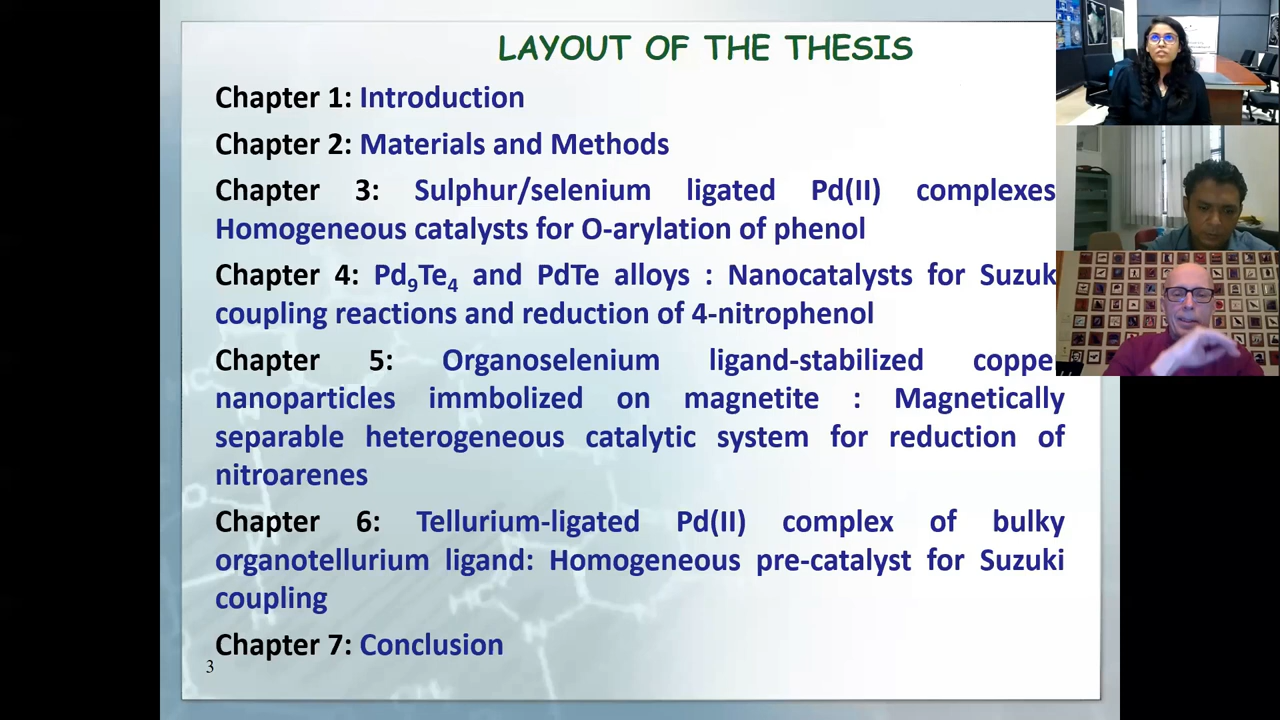 LAYOUT OF THE THESIS
Chapter 1: Introduction
Chapter 2: Materials and Methods
Chapter 3: Sulphur/selenium ligated Pd(II) complexes
Homogeneous catalysts for O-arylation of phenol
Chapter 4: Pd₉Te₄ and PdTe alloys : Nanocatalysts for Suzuk
coupling reactions and reduction of 4-nitrophenol
Chapter 5: Organoselenium ligand-stabilized coppe
nanoparticles immbolized on magnetite : Magnetically
separable heterogeneous catalytic system for reduction of
nitroarenes
Chapter 6: Tellurium-ligated Pd(II) complex of bulky
organotellurium ligand: Homogeneous pre-catalyst for Suzuki
coupling
Chapter 7: Conclusion
3